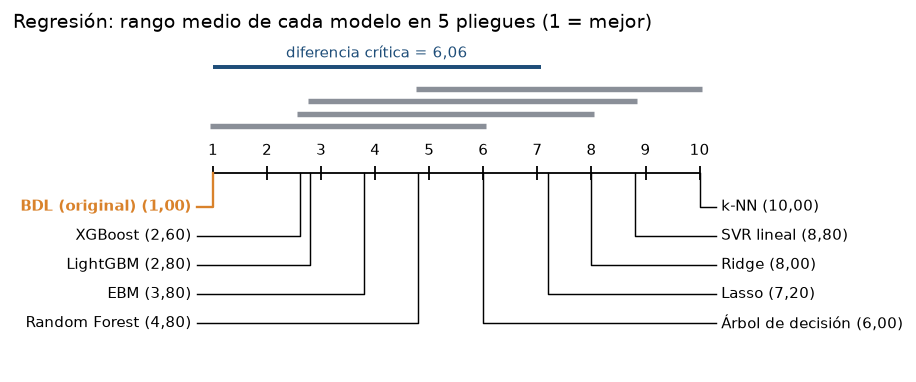 Regresión: rango medio de cada modelo en 5 pliegues (1 = mejor)
diferencia crítica = 6,06
1 2 3 4 5 6 7 8 9 10
BDL (original) (1,00)
XGBoost (2,60)
LightGBM (2,80)
EBM (3,80)
Random Forest (4,80)
k-NN (10,00)
SVR lineal (8,80)
Ridge (8,00)
Lasso (7,20)
Árbol de decisión (6,00)